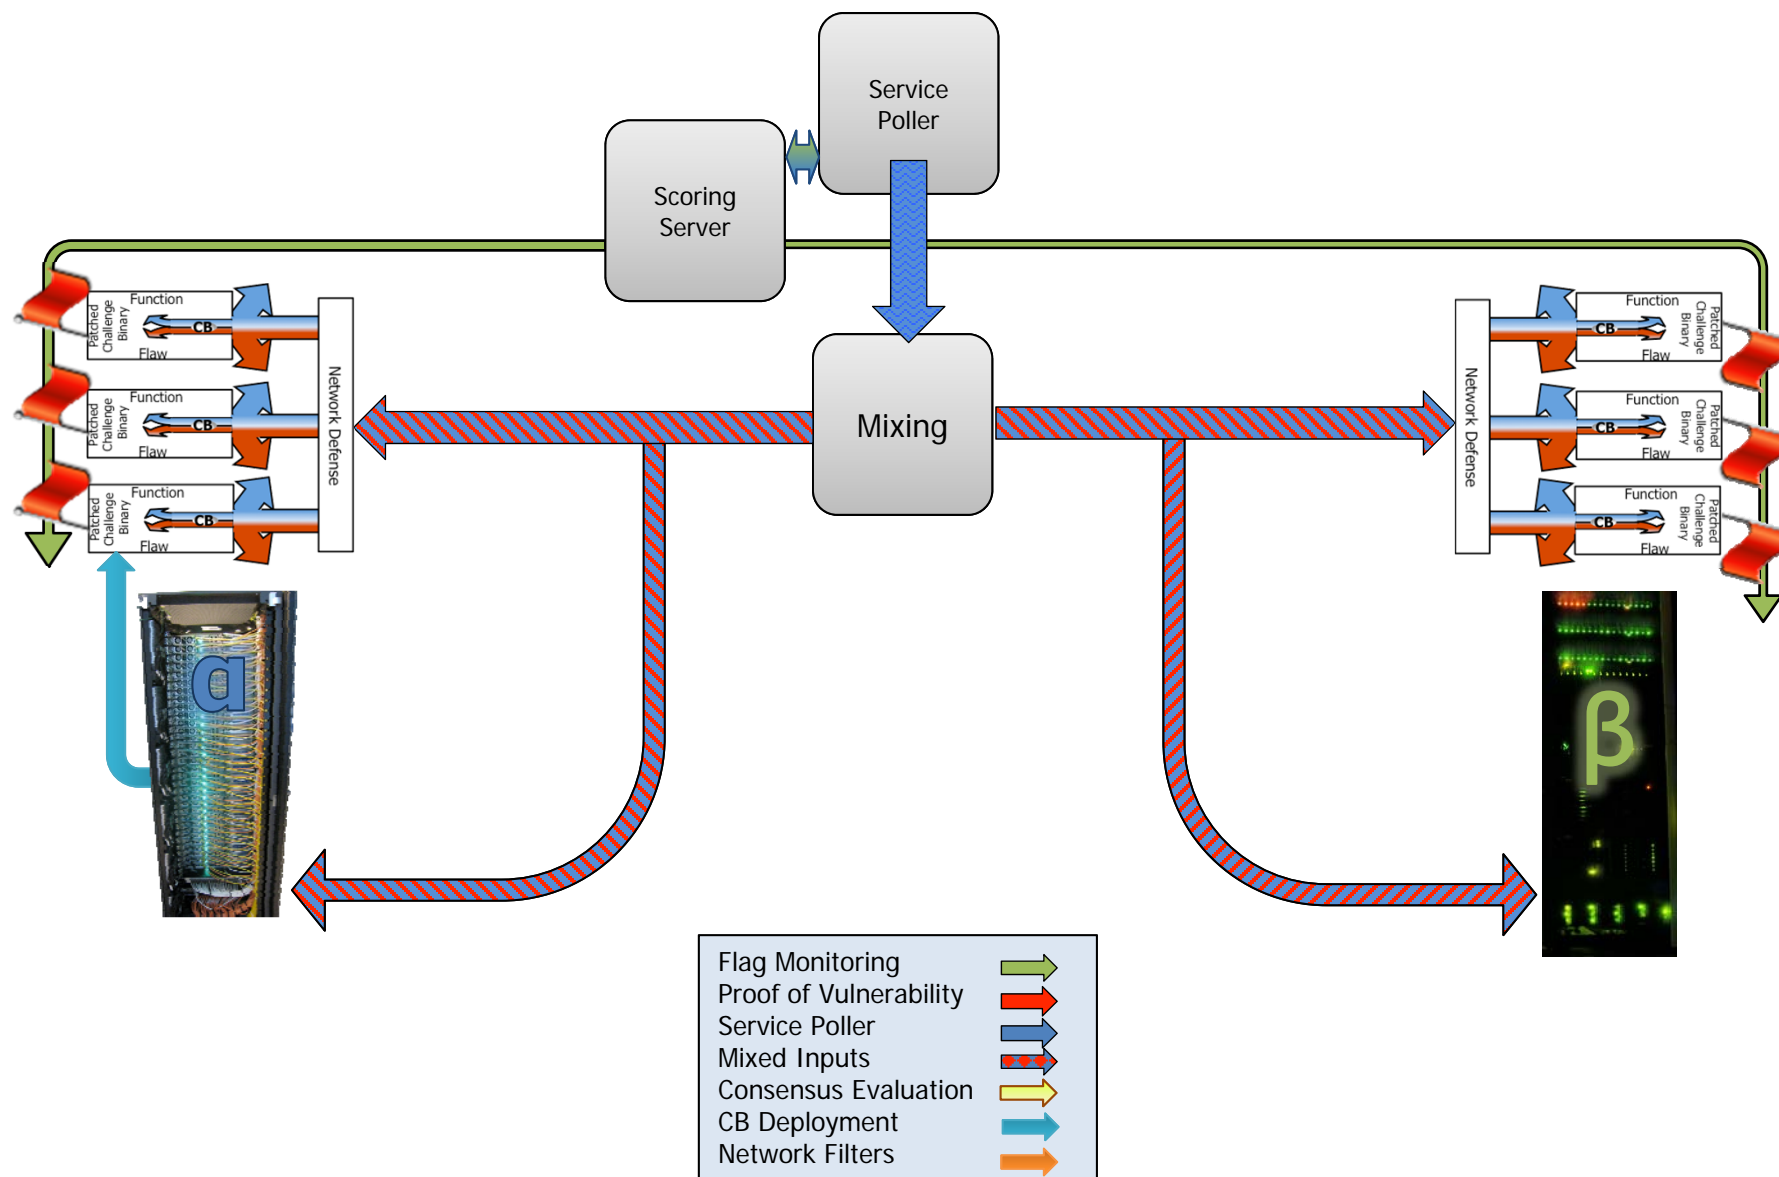 Service
Poller
Scoring
Server
Mixing
Function
CB
Flaw
Patched
Challenge
Binary
Function
CB
Flaw
Patched
Challenge
Binary
Function
CB
Flaw
Patched
Challenge
Binary
Network Defense
Network Defense
Function
CB
Flaw
Patched
Challenge
Binary
Function
CB
Flaw
Patched
Challenge
Binary
Function
CB
Flaw
Patched
Challenge
Binary
α
β
Flag Monitoring
Proof of Vulnerability
Service Poller
Mixed Inputs
Consensus Evaluation
CB Deployment
Network Filters